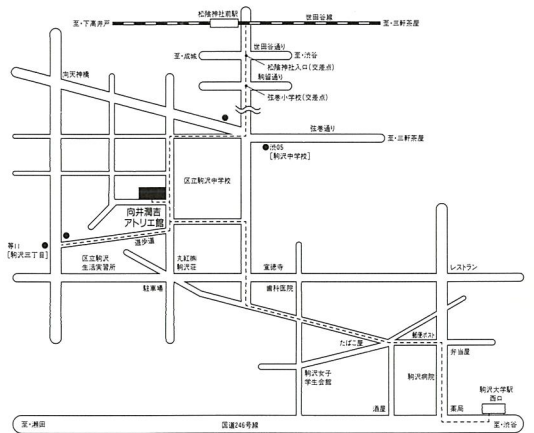 松陰神社前駅
世田谷線
至・下高井戸
至・三軒茶屋
世田谷通り
至・成城
至・渋谷
松陰神社入口(交差点)
向天神橋
駒留通り
弦巻小学校(交差点)
弦巻通り
至・三軒茶屋
渋05
[駒沢中学校]
区立駒沢中学校
向井潤吉
アトリエ館
等11
[駒沢三丁目]
遊歩道
区立駒沢
生活実習所
丸紅㈱
駒沢荘
宣徳寺
レストラン
駐車場
歯科医院
たばこ屋
郵便ポスト
弁当屋
駒沢女子
学生会館
駒沢病院
駒沢大学駅
西口
酒屋
薬局
至・瀬田
国道246号線
至・渋谷